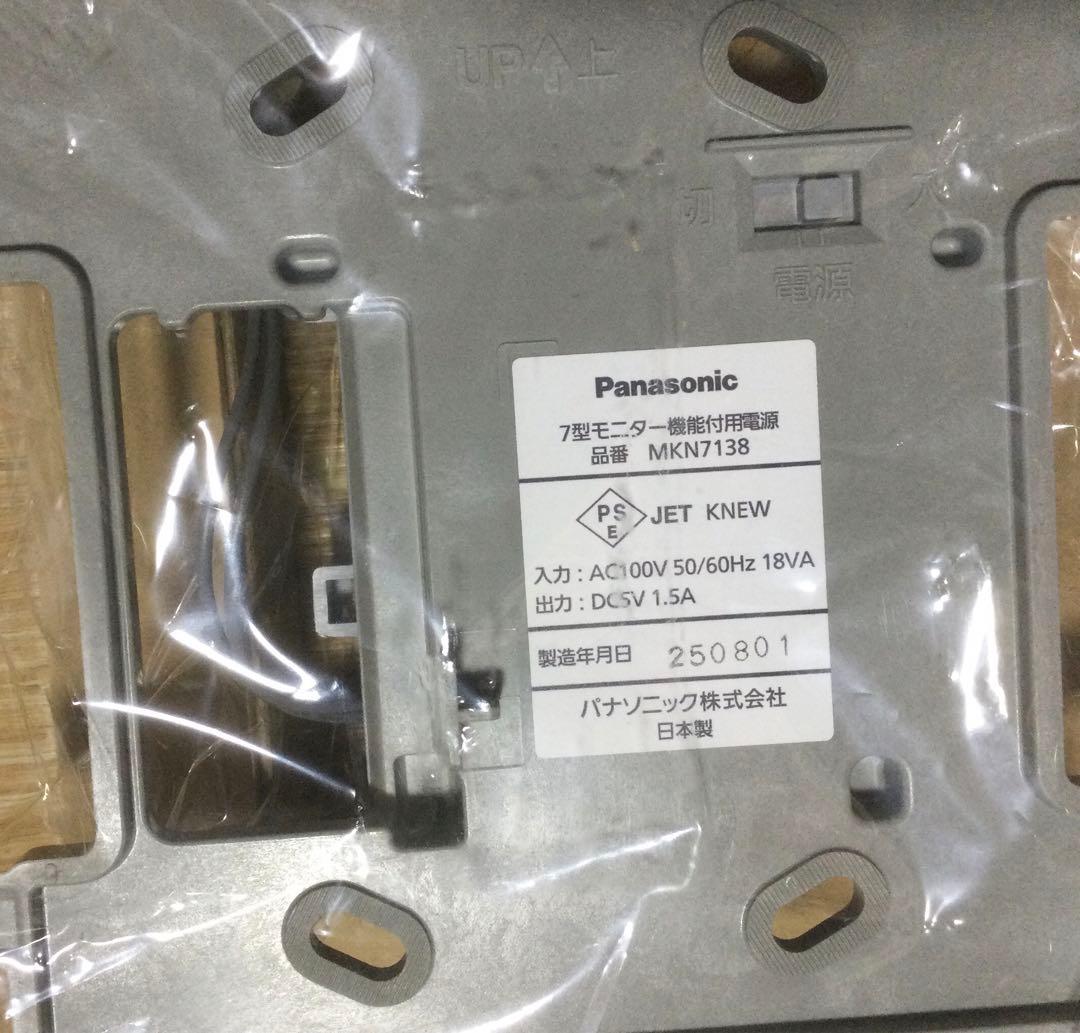 UP 上
切 入
電源
Panasonic
7型モニター機能付用電源
品番 MKN7138
PS E JET KNEW
入力 : AC100V 50/60Hz 18VA
出力 : DC5V 1.5A
製造年月日 250801
パナソニック株式会社
日本製